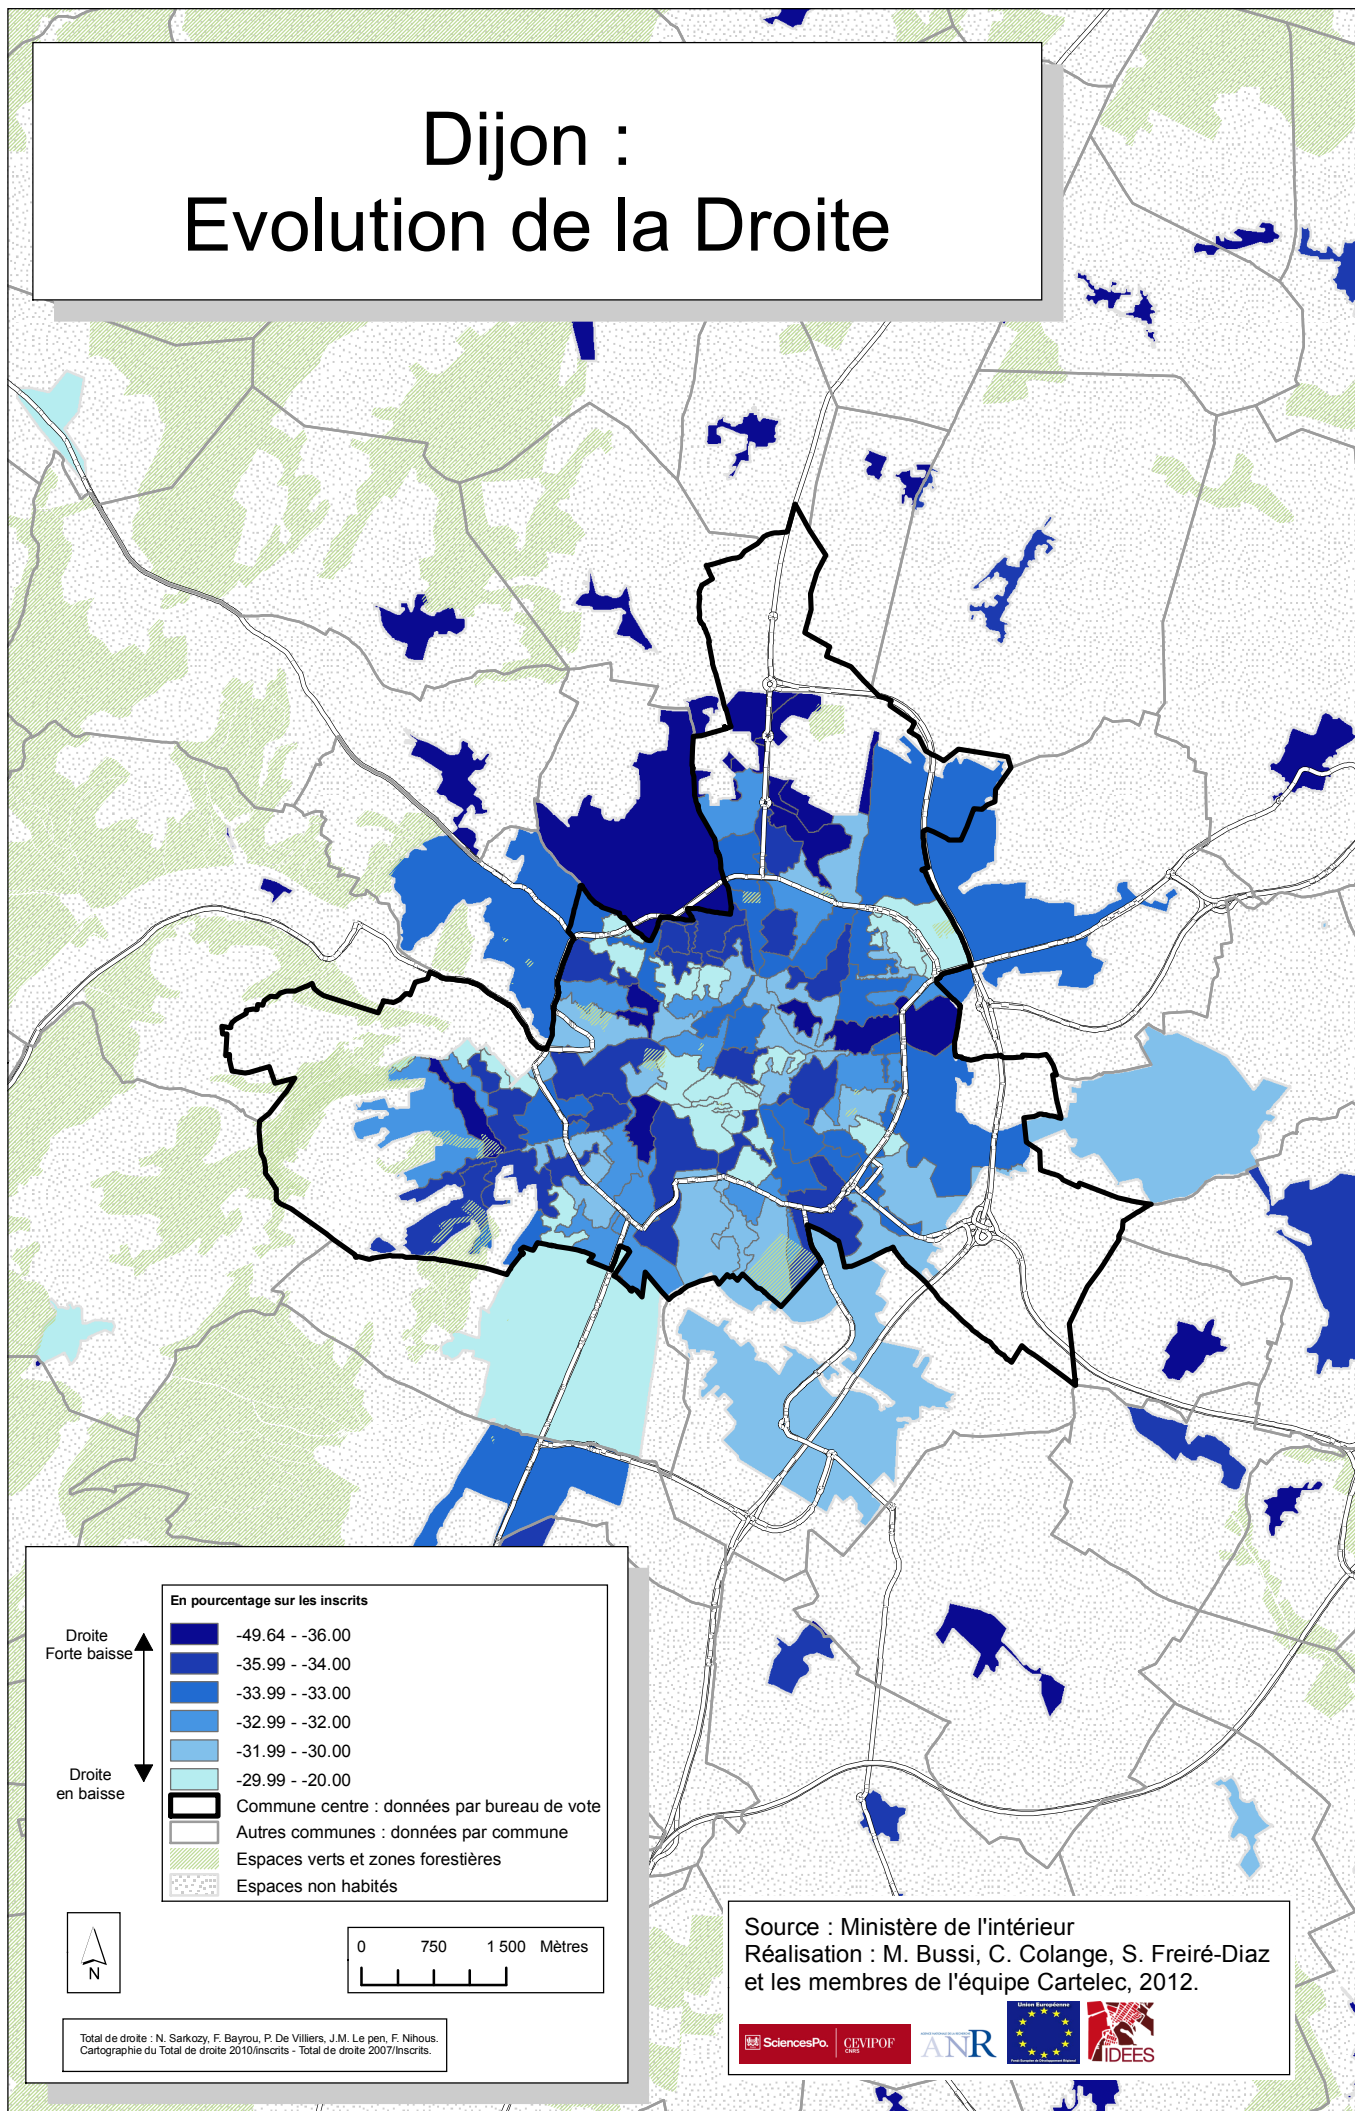 Dijon :
Evolution de la Droite
En pourcentage sur les inscrits
Droite
Forte baisse
-49.64 - -36.00
-35.99 - -34.00
-33.99 - -33.00
-32.99 - -32.00
-31.99 - -30.00
Droite
en baisse
-29.99 - -20.00
Commune centre : données par bureau de vote
Autres communes : données par commune
Espaces verts et zones forestières
Espaces non habités
N
0 750 1 500 Mètres
Total de droite : N. Sarkozy, F. Bayrou, P. De Villiers, J.M. Le pen, F. Nihous.
Cartographie du Total de droite 2010/inscrits - Total de droite 2007/Inscrits.
Source : Ministère de l'intérieur
Réalisation : M. Bussi, C. Colange, S. Freiré-Diaz
et les membres de l'équipe Cartelec, 2012.
SciencesPo.
CEVIPOF
CNRS
ANR
Union Européenne
IDEES